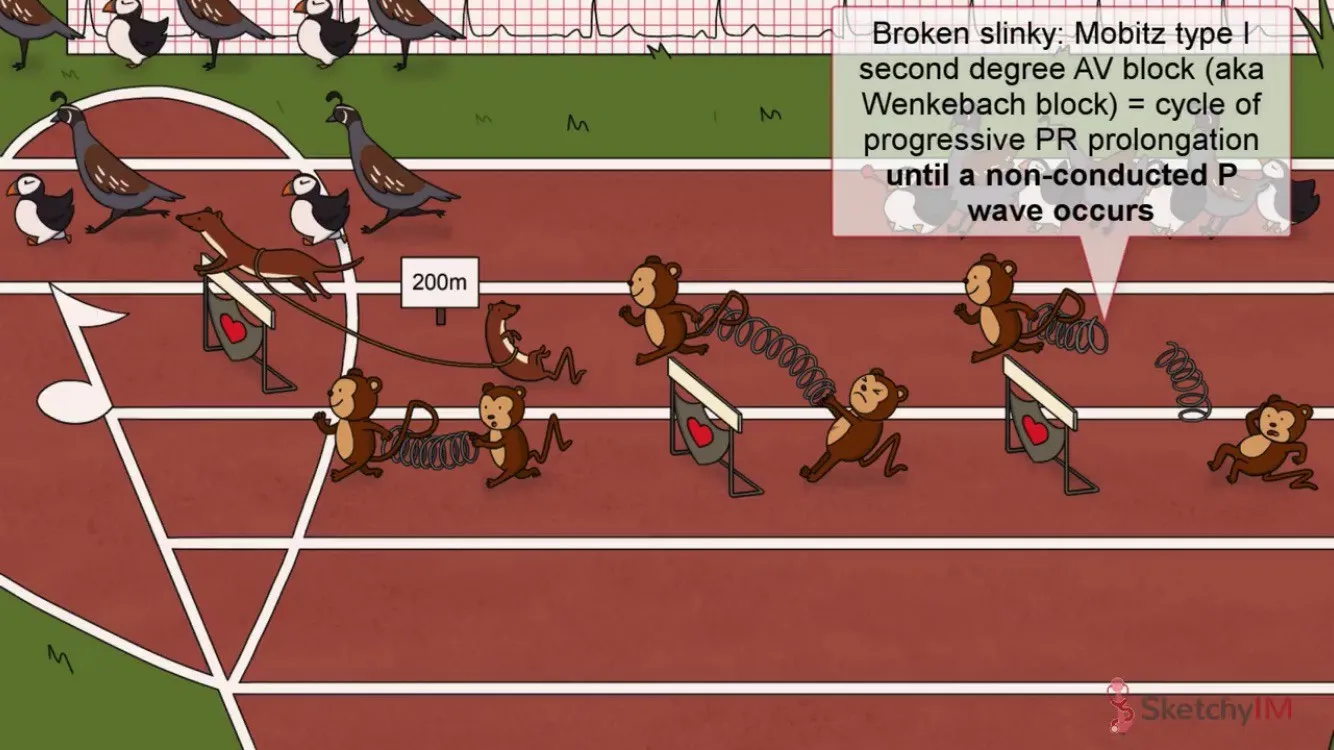 Broken slinky: Mobitz type I
second degree AV block (aka
Wenkebach block) = cycle of
progressive PR prolongation
until a non-conducted P
wave occurs
200m
SketchyIM